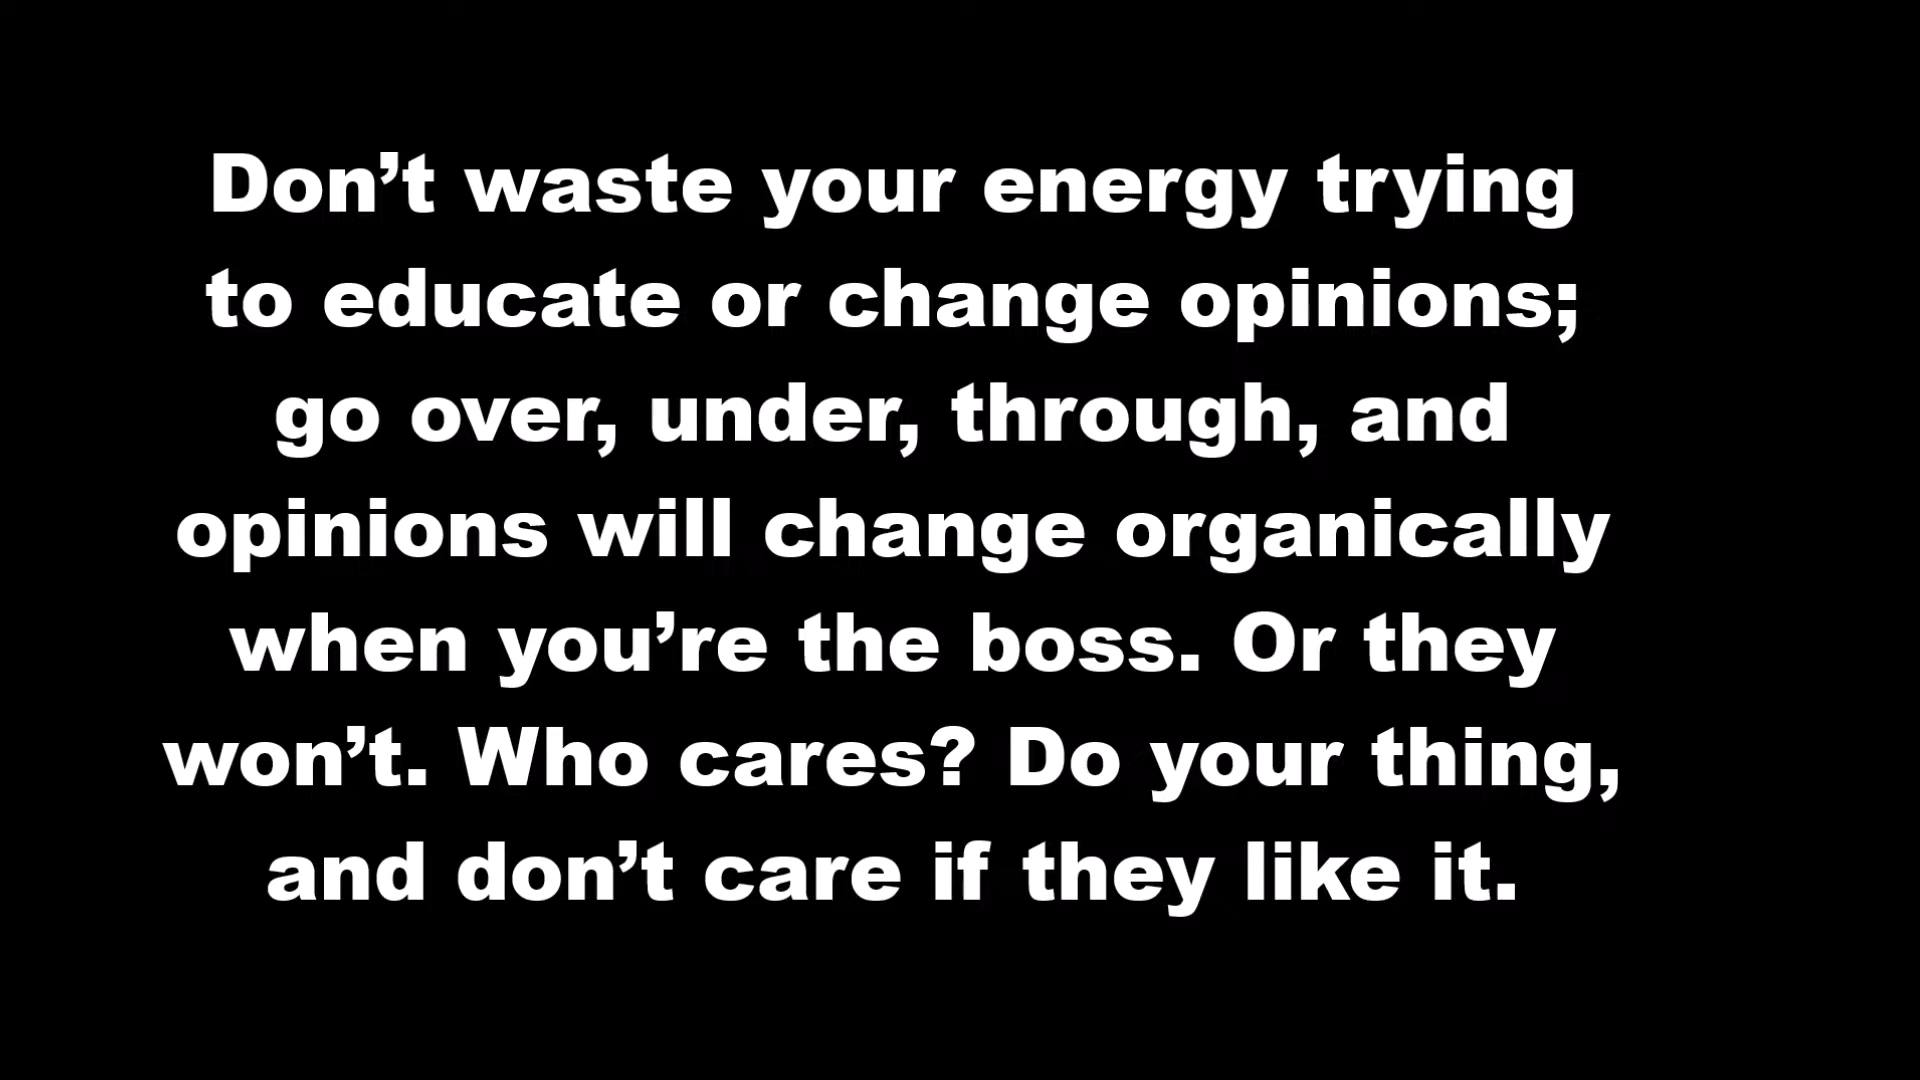 Don’t waste your energy trying
to educate or change opinions;
go over, under, through, and
opinions will change organically
when you’re the boss. Or they
won’t. Who cares? Do your thing,
and don’t care if they like it.